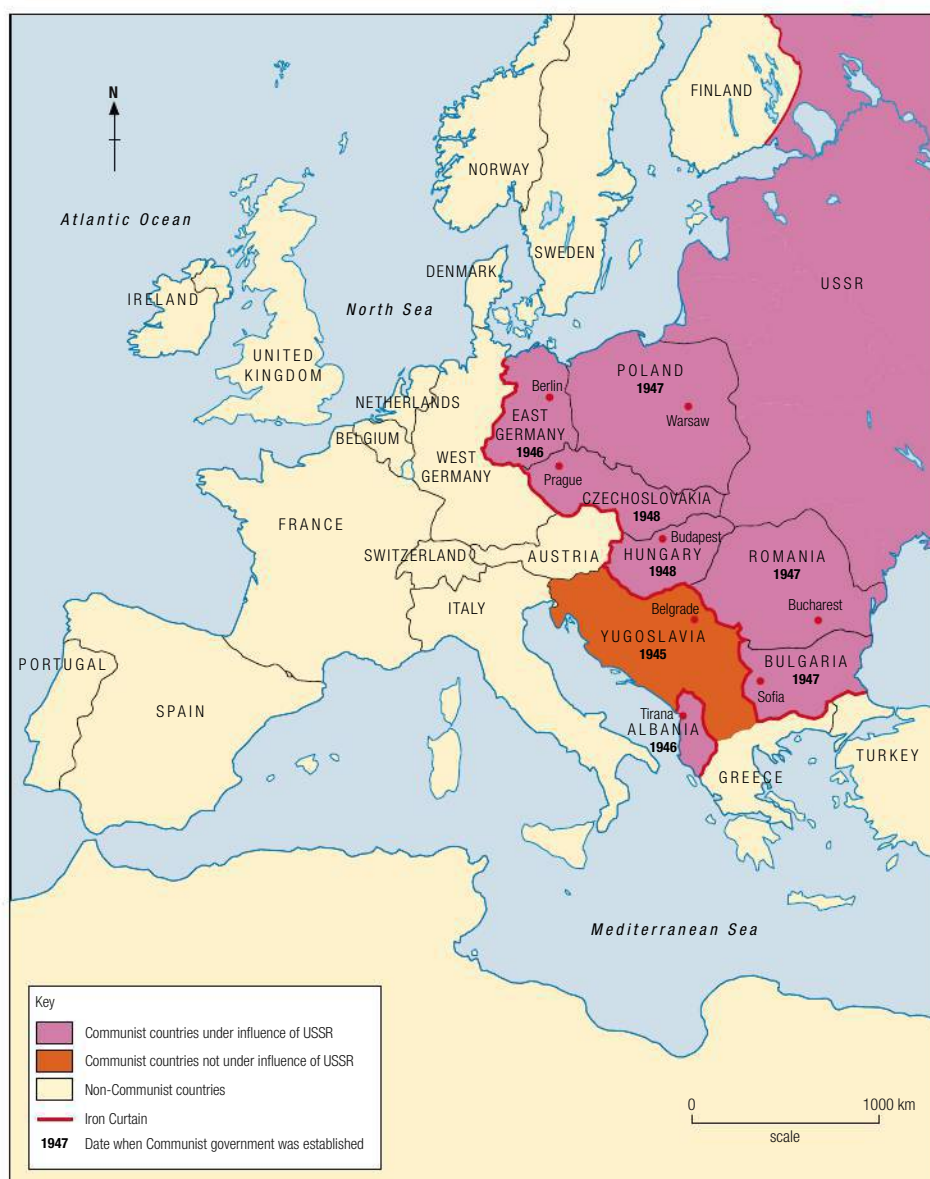 N
FINLAND
NORWAY
Atlantic Ocean
SWEDEN
DENMARK
USSR
IRELAND
North Sea
UNITED
KINGDOM
POLAND
1947
Berlin
NETHERLANDS
EAST
GERMANY
1946
Warsaw
BELGIUM
WEST
GERMANY
Prague
CZECHOSLOVAKIA
1948
FRANCE
Budapest
SWITZERLAND
AUSTRIA
HUNGARY
1948
ROMANIA
1947
ITALY
Belgrade
Bucharest
YUGOSLAVIA
1945
PORTUGAL
BULGARIA
1947
SPAIN
Sofia
Tirana
ALBANIA
1946
TURKEY
GREECE
Mediterranean Sea
Key
Communist countries under influence of USSR
Communist countries not under influence of USSR
Non-Communist countries
Iron Curtain
1947 Date when Communist government was established
0 1000 km
scale